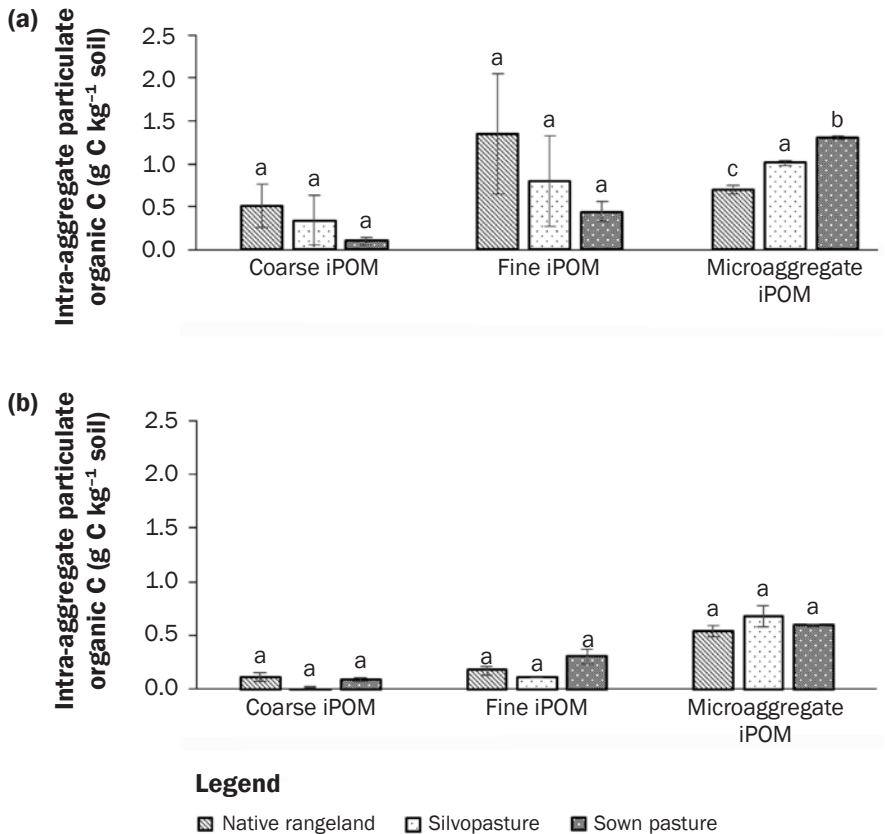 (a)
Intra-aggregate particulate
organic C (g C kg⁻¹ soil)
2.5
2.0
1.5
1.0
0.5
0.0
a
a
a
a
a
a
c
a
b
Coarse iPOM
Fine iPOM
Microaggregate
iPOM
(b)
Intra-aggregate particulate
organic C (g C kg⁻¹ soil)
2.5
2.0
1.5
1.0
0.5
0.0
a
a
a
a
a
a
a
a
a
Coarse iPOM
Fine iPOM
Microaggregate
iPOM
Legend
Native rangeland Silvopasture Sown pasture